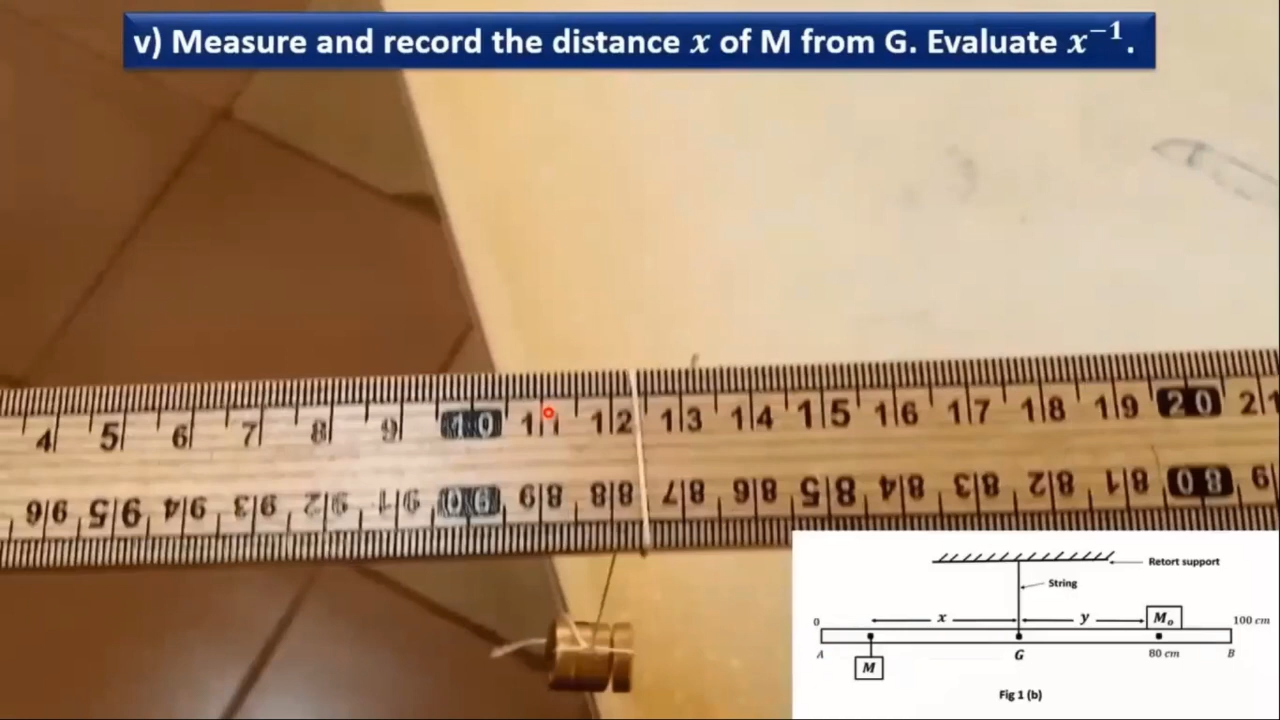 v) Measure and record the distance x of M from G. Evaluate x⁻¹.
4 5 6 7 8 9 10 11 12 13 14 15 16 17 18 19 20 21
96 95 94 93 92 91 90 89 88 87 86 85 84 83 82 81 80
Retort support
String
0 x y Mₒ 100 cm
A M G 80 cm B
Fig 1 (b)